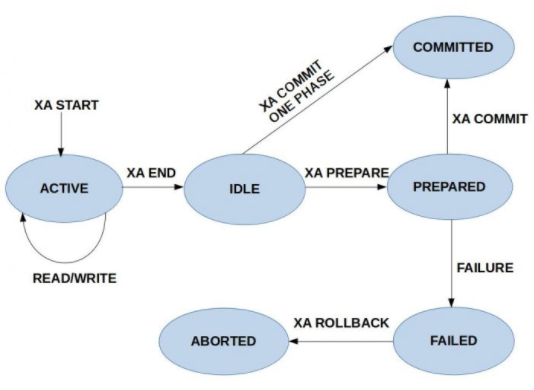 COMMITTED
XA COMMIT
ONE PHASE
XA START
XA COMMIT
XA END
XA PREPARE
ACTIVE
IDLE
PREPARED
READ/WRITE
FAILURE
XA ROLLBACK
ABORTED
FAILED